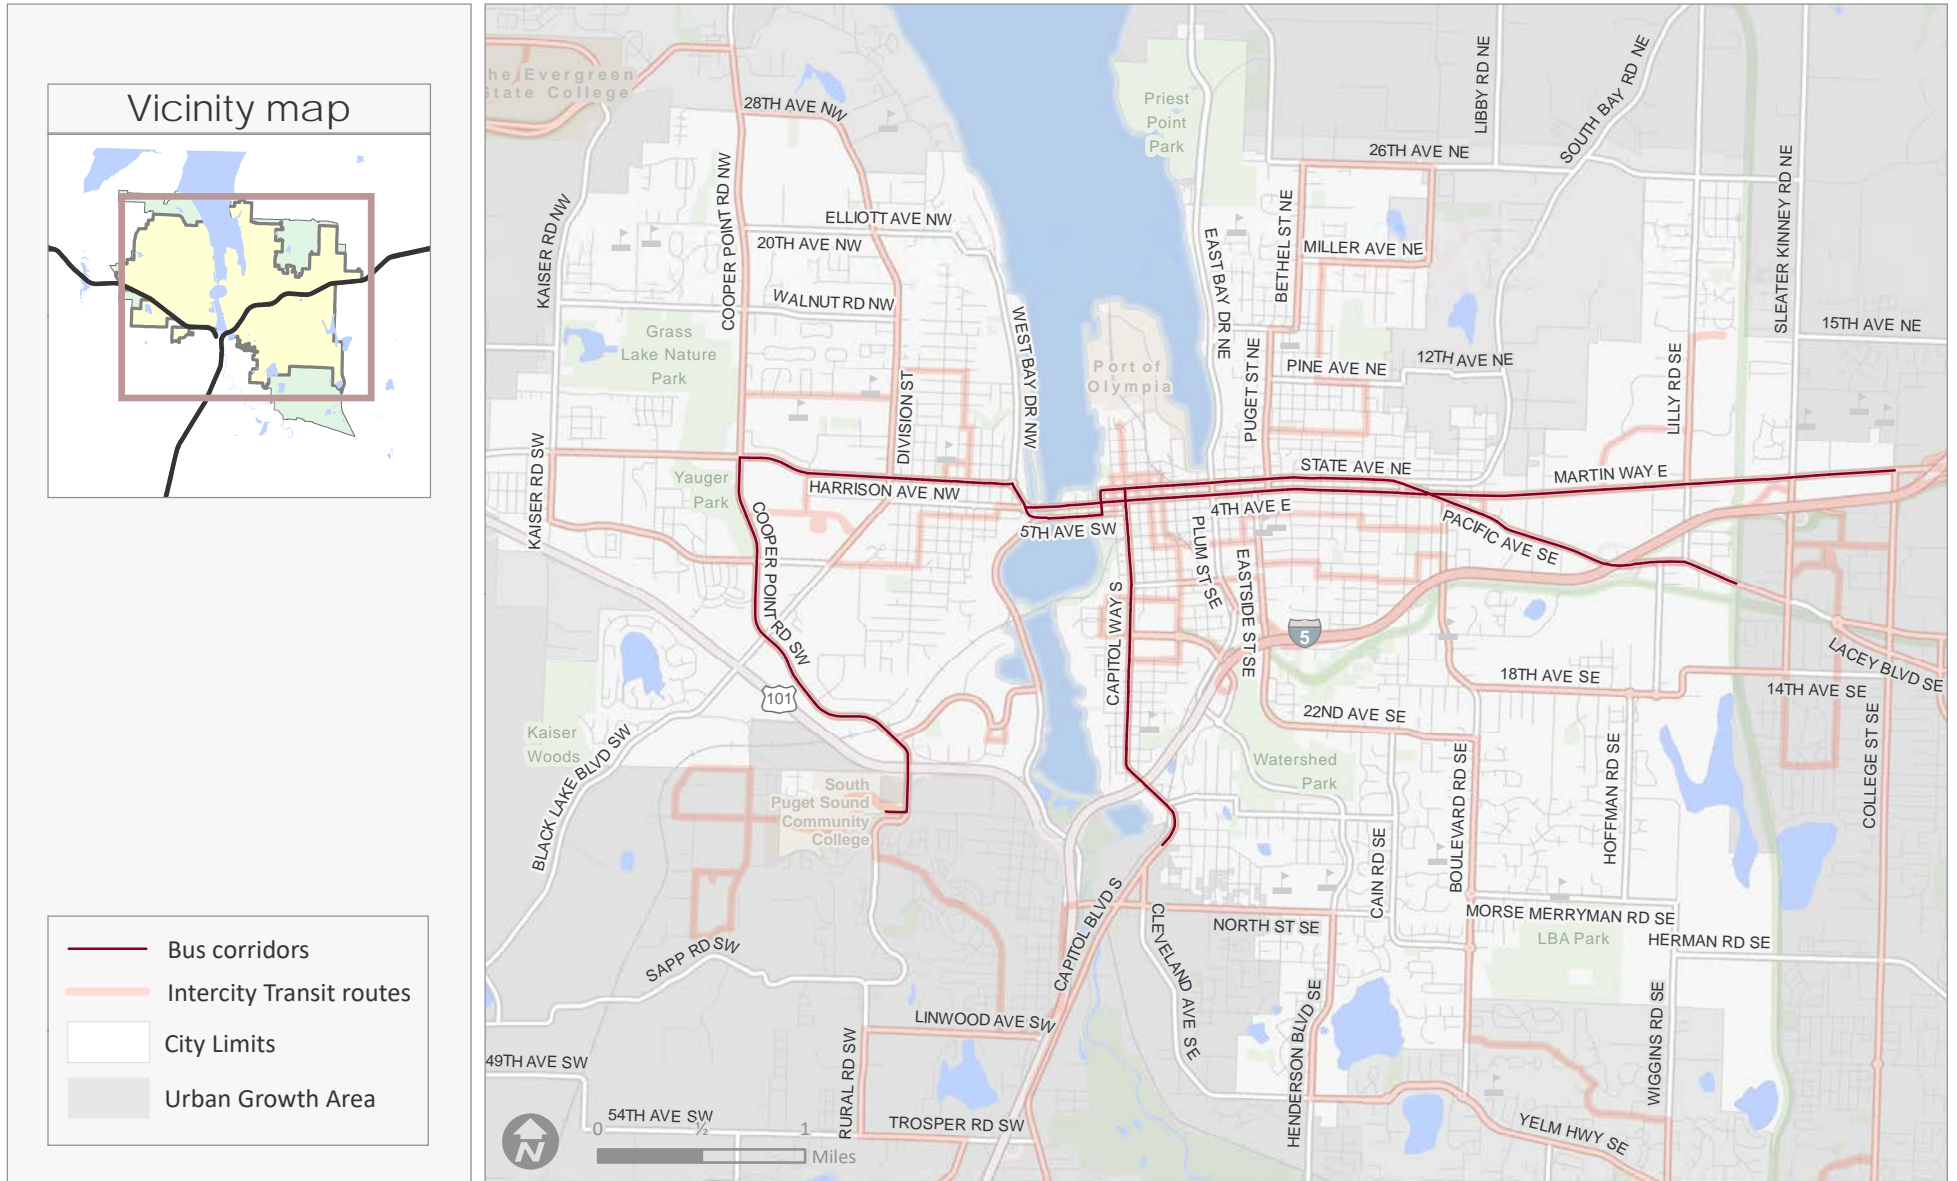 Vicinity map
Bus corridors
Intercity Transit routes
City Limits
Urban Growth Area
he Evergreen
State College
28TH AVE NW
Priest
Point
Park
LIBBY RD NE
SOUTH BAY RD NE
26TH AVE NE
SLEATER KINNEY RD NE
KAISER RD NW
COOPER POINT RD NW
ELLIOTT AVE NW
20TH AVE NW
EAST BAY DR NE
BETHEL ST NE
MILLER AVE NE
WALNUT RD NW
WEST BAY DR NW
Grass
Lake Nature
Park
Port of
Olympia
PUGET ST NE
PINE AVE NE
12TH AVE NE
15TH AVE NE
LILLY RD SE
DIVISION ST
KAISER RD SW
Yauger
Park
HARRISON AVE NW
STATE AVE NE
MARTIN WAY E
4TH AVE E
5TH AVE SW
PACIFIC AVE SE
COOPER POINT RD SW
PLUM ST SE
EASTSIDE ST SE
CAPITOL WAY S
5
101
18TH AVE SE
14TH AVE SE
LACEY BLVD SE
22ND AVE SE
Kaiser
Woods
BLACK LAKE BLVD SW
Watershed
Park
BOULEVARD RD SE
HOFFMAN RD SE
COLLEGE ST SE
South
Puget Sound
Community
College
CAIN RD SE
CAPITOL BLVD S
CLEVELAND AVE SE
NORTH ST SE
MORSE MERRYMAN RD SE
LBA Park
HERMAN RD SE
SAPP RD SW
HENDERSON BLVD SE
WIGGINS RD SE
LINWOOD AVE SW
RURAL RD SW
49TH AVE SW
54TH AVE SW
TROSPER RD SW
YELM HWY SE
N
0 ½ 1
Miles